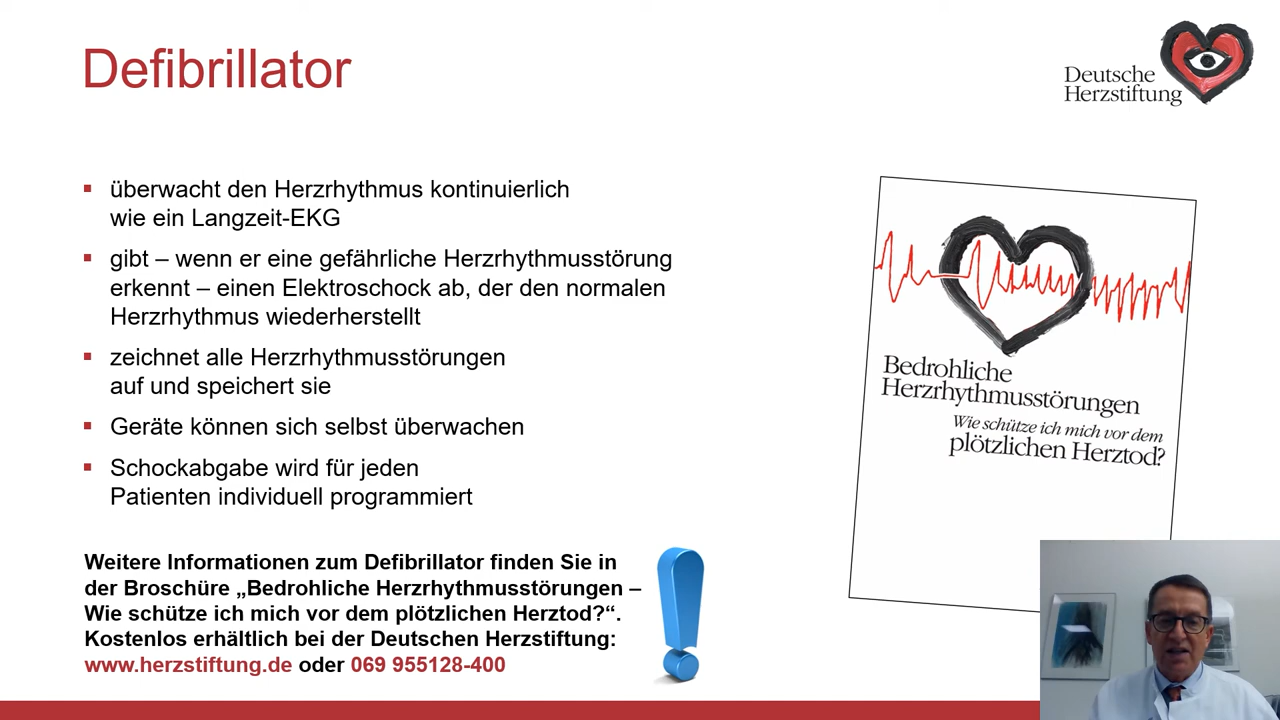 Defibrillator
Deutsche
Herzstiftung
▪ überwacht den Herzrhythmus kontinuierlich
wie ein Langzeit-EKG
▪ gibt – wenn er eine gefährliche Herzrhythmusstörung
erkennt – einen Elektroschock ab, der den normalen
Herzrhythmus wiederherstellt
▪ zeichnet alle Herzrhythmusstörungen
auf und speichert sie
▪ Geräte können sich selbst überwachen
▪ Schockabgabe wird für jeden
Patienten individuell programmiert
Bedrohliche
Herzrhythmusstörungen
Wie schütze ich mich vor dem
plötzlichen Herztod?
Weitere Informationen zum Defibrillator finden Sie in
der Broschüre „Bedrohliche Herzrhythmusstörungen –
Wie schütze ich mich vor dem plötzlichen Herztod?“.
Kostenlos erhältlich bei der Deutschen Herzstiftung:
www.herzstiftung.de oder 069 955128-400